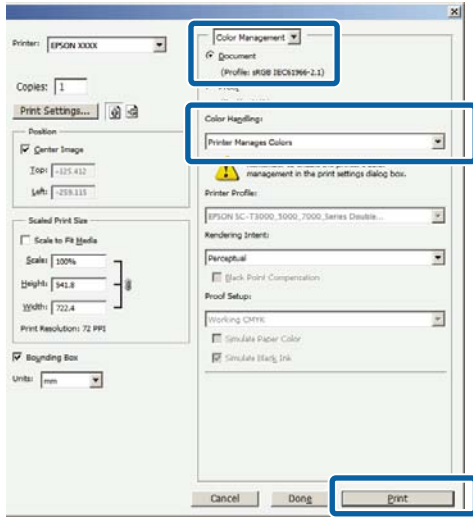 Printer: EPSON XXXX
Copies: 1
Print Settings...
Position
Center Image
Top: -125.412
Left: -259.115
Scaled Print Size
Scale to Fit Media
Scale: 100%
Height: 541.8
Width: 722.4
Print Resolution: 72 PPI
Bounding Box
Units: mm
Color Management
Document
(Profile: sRGB IEC61966-2.1)
Color Handling:
Printer Manages Colors
management in the print settings dialog box.
Printer Profile:
EPSON SC-T3000_5000_7000_Series Double...
Rendering Intent:
Perceptual
Black Point Compensation
Proof Setup:
Working CMYK
Simulate Paper Color
Simulate Black Ink
Cancel
Done
Print